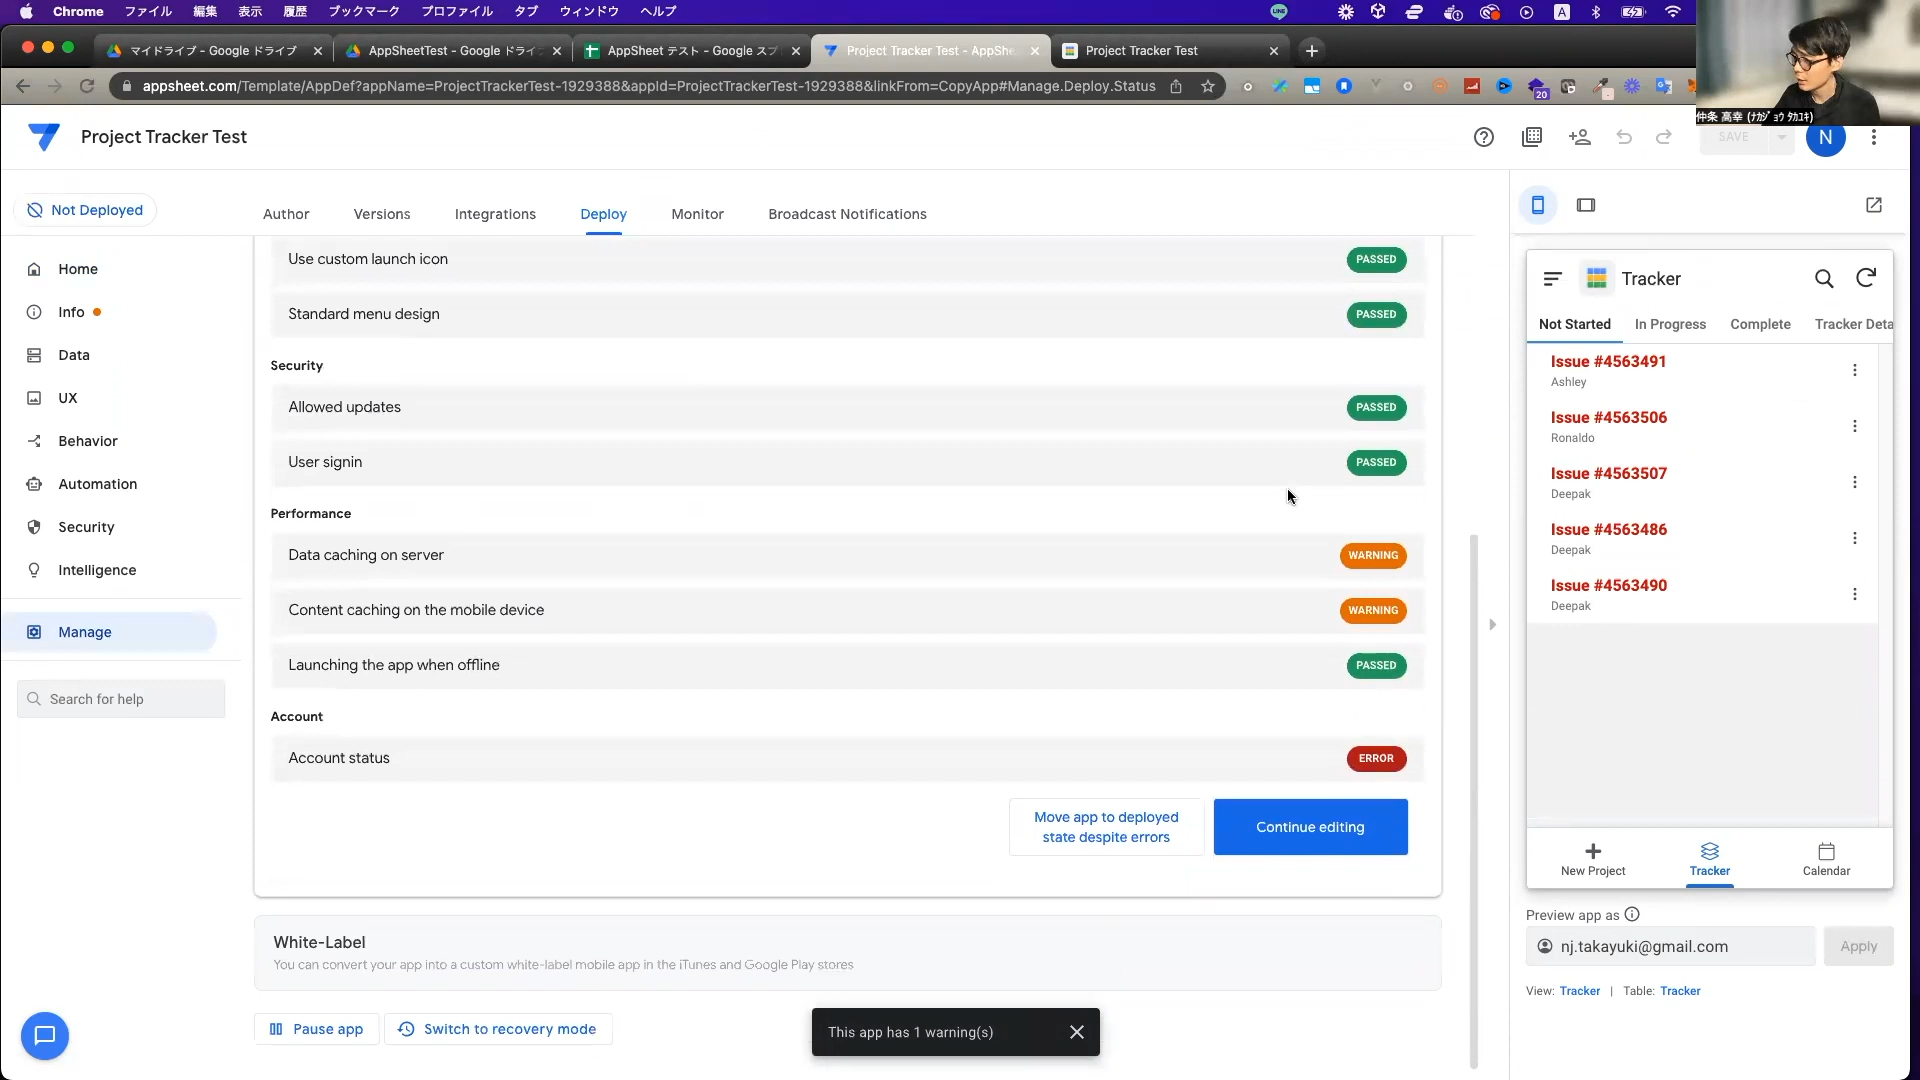 Chrome ファイル 編集 表示 履歴 ブックマーク プロファイル タブ ウィンドウ ヘルプ
マイドライブ - Google ドライブ
AppSheetTest - Google ドライ
AppSheet テスト - Google スプ
Project Tracker Test - AppShe
Project Tracker Test
appsheet.com/Template/AppDef?appName=ProjectTrackerTest-1929388&appId=ProjectTrackerTest-1929388&linkFrom=CopyApp#Manage.Deploy.Status
20
仲条 高幸 (ﾅｶｼﾞｮｳ ﾀｶﾕｷ)
Project Tracker Test
SAVE
N
Not Deployed
Author
Versions
Integrations
Deploy
Monitor
Broadcast Notifications
Home
Info
Data
UX
Behavior
Automation
Security
Intelligence
Manage
Search for help
Use custom launch icon PASSED
Standard menu design PASSED
Security
Allowed updates PASSED
User signin PASSED
Performance
Data caching on server WARNING
Content caching on the mobile device WARNING
Launching the app when offline PASSED
Account
Account status ERROR
Move app to deployed
state despite errors
Continue editing
White-Label
You can convert your app into a custom white-label mobile app in the iTunes and Google Play stores
Pause app
Switch to recovery mode
This app has 1 warning(s)
Tracker
Not Started
In Progress
Complete
Tracker Deta
Issue #4563491
Ashley
Issue #4563506
Ronaldo
Issue #4563507
Deepak
Issue #4563486
Deepak
Issue #4563490
Deepak
New Project
Tracker
Calendar
Preview app as
nj.takayuki@gmail.com
Apply
View: Tracker | Table: Tracker